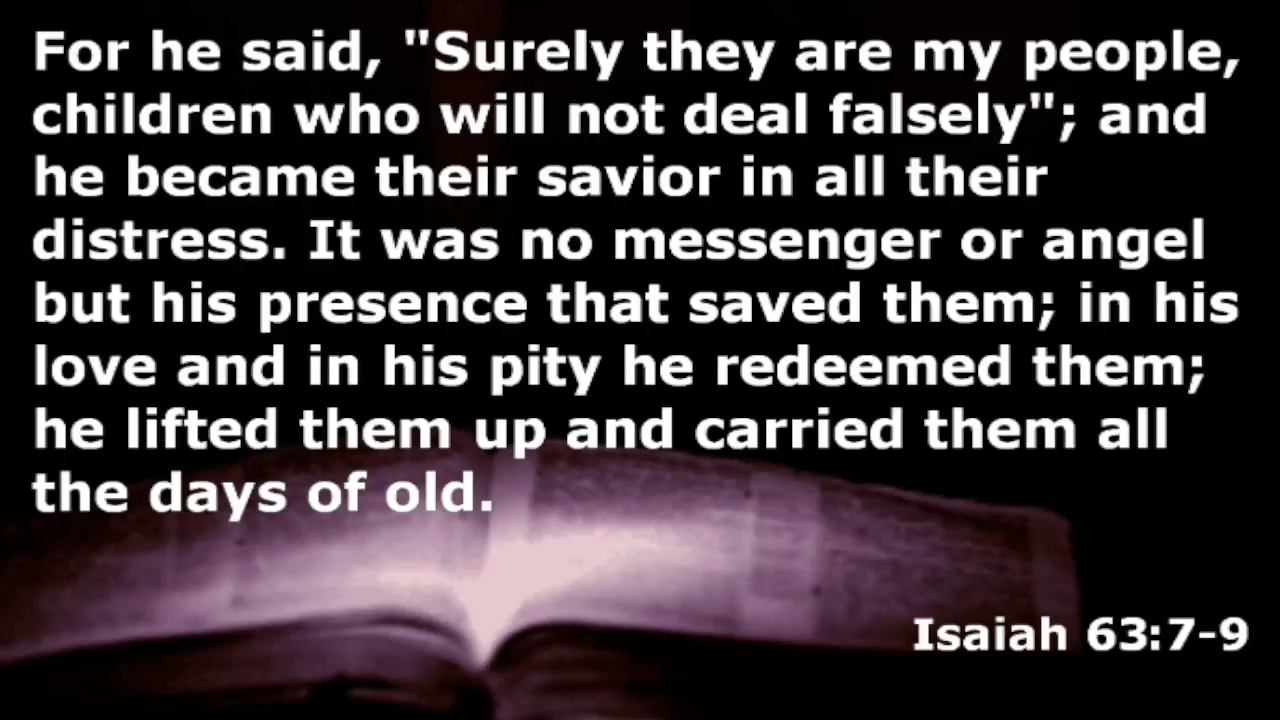 For he said, "Surely they are my people,
children who will not deal falsely"; and
he became their savior in all their
distress. It was no messenger or angel
but his presence that saved them; in his
love and in his pity he redeemed them;
he lifted them up and carried them all
the days of old.
Isaiah 63:7-9